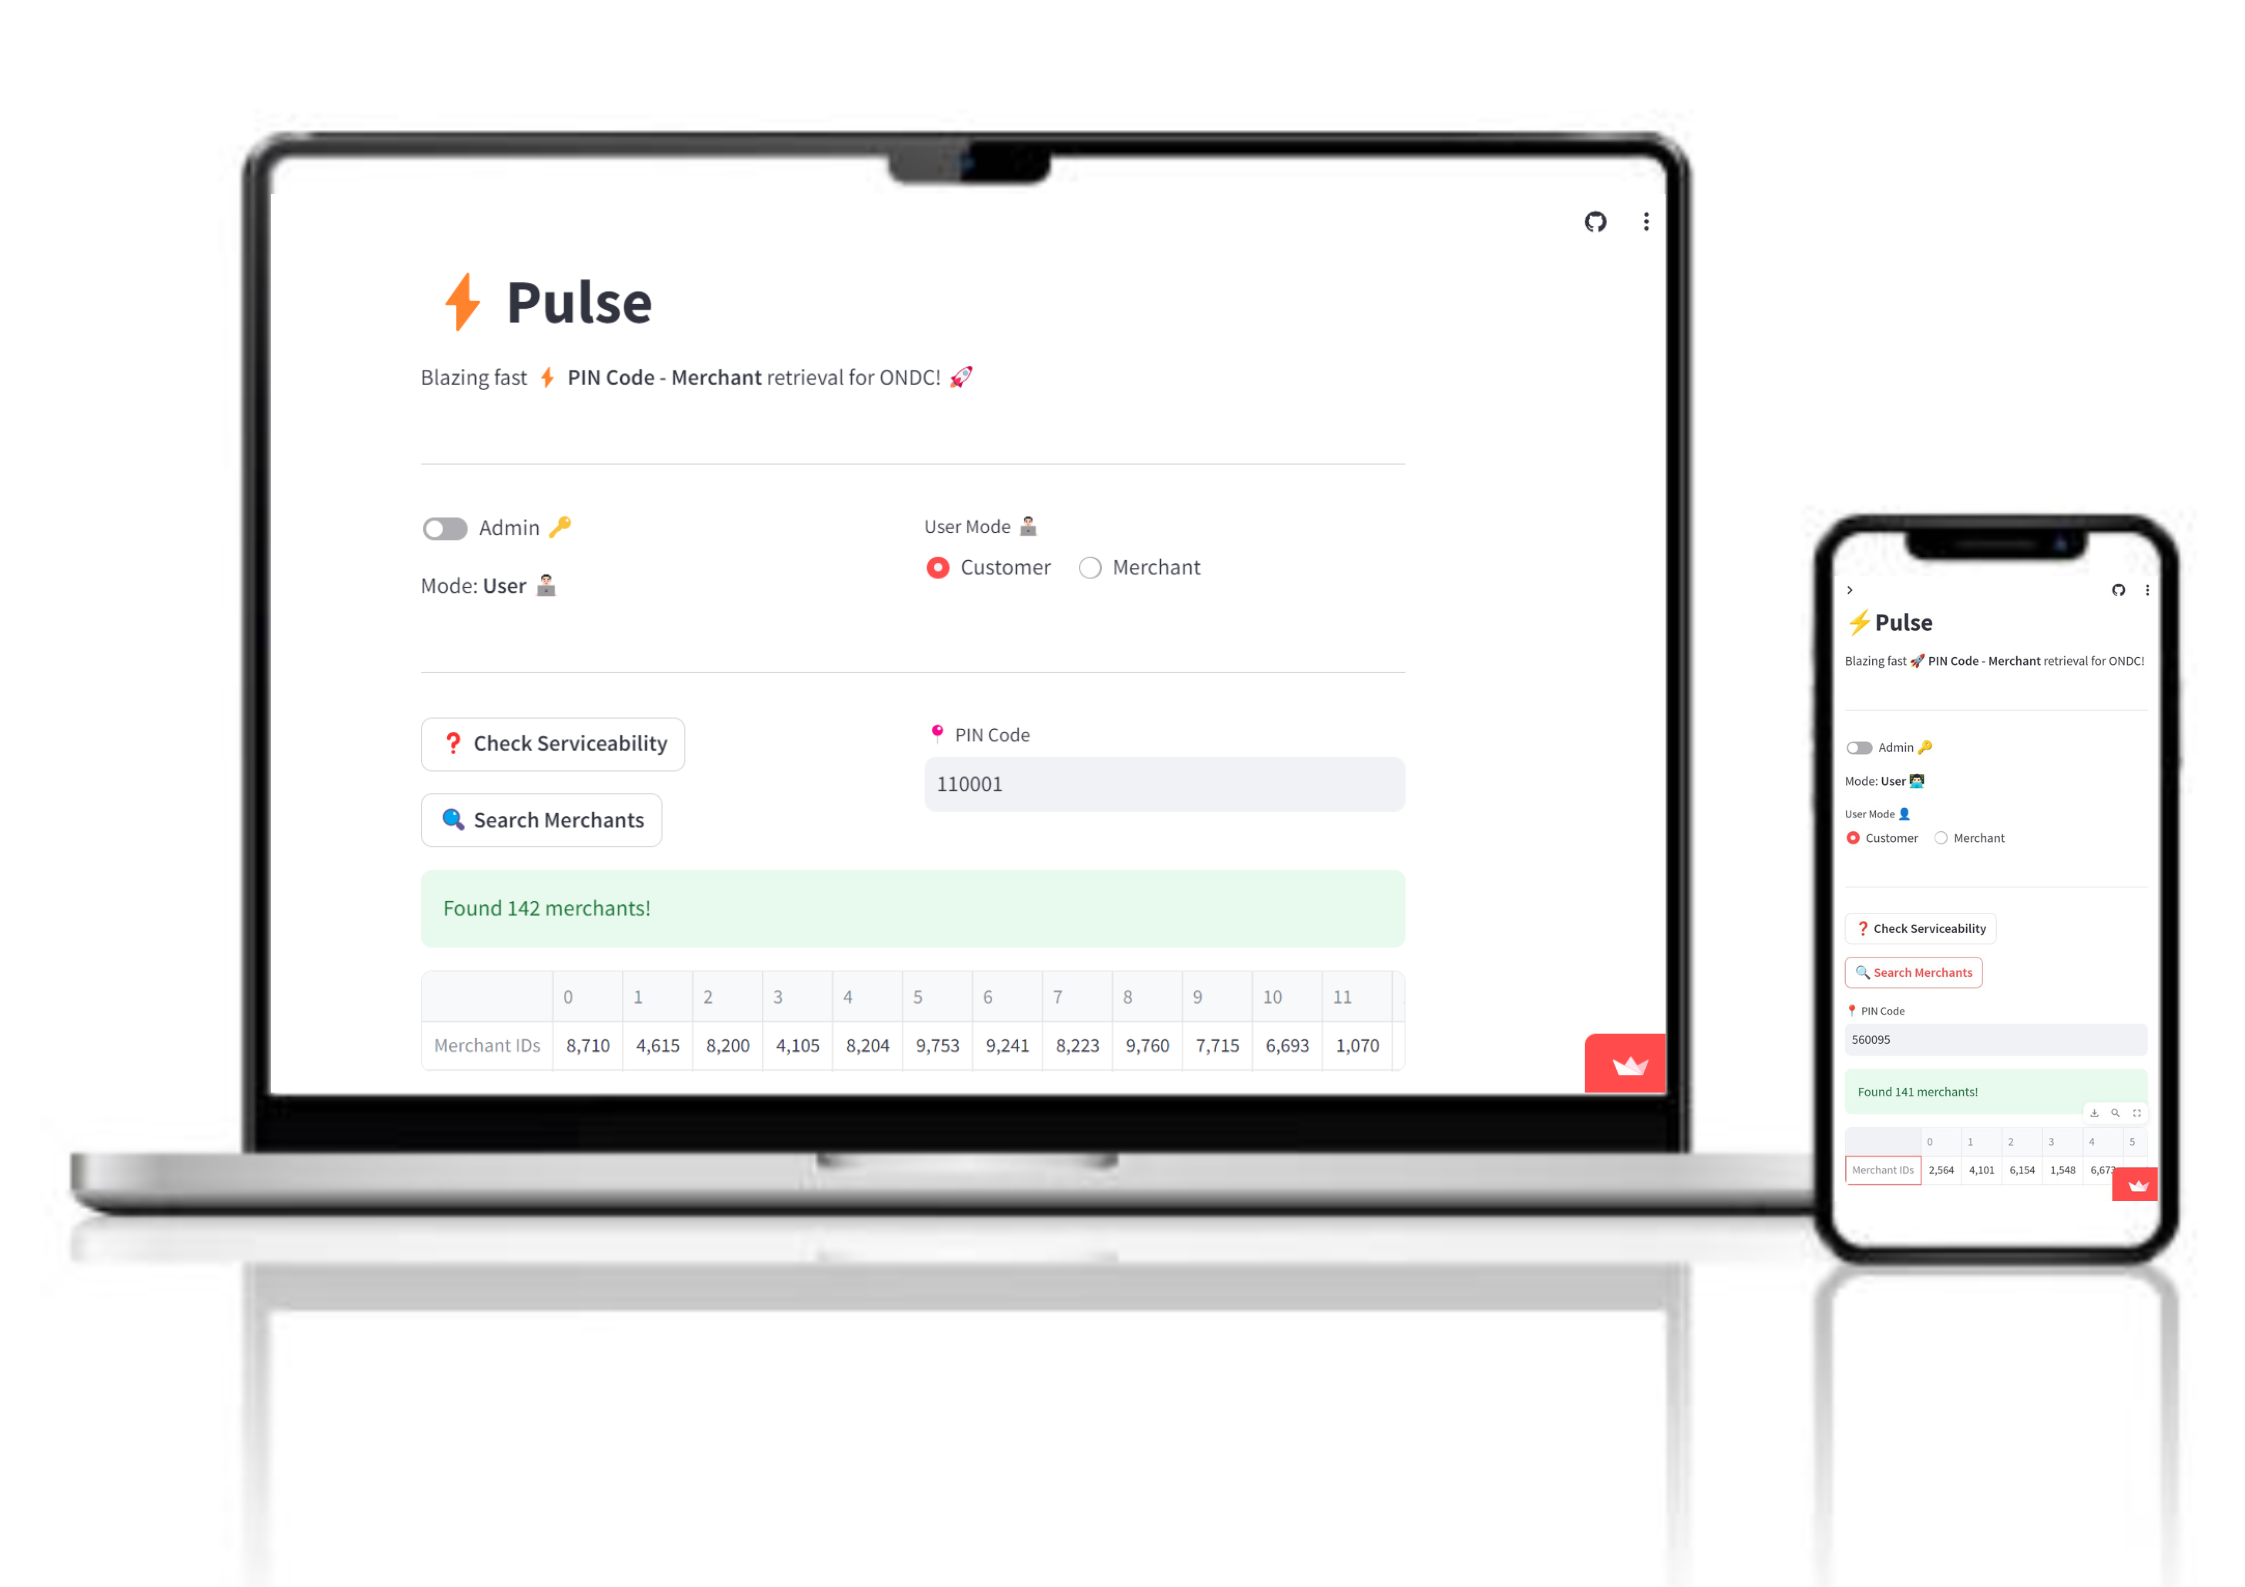 ⚡ Pulse
Blazing fast ⚡ PIN Code - Merchant retrieval for ONDC! 🚀
Admin 🔑
User Mode 👨🏻‍💻
Customer Merchant
Mode: User 👨🏻‍💻
❓ Check Serviceability
📍 PIN Code
110001
🔍 Search Merchants
Found 142 merchants!
0 1 2 3 4 5 6 7 8 9 10 11
Merchant IDs 8,710 4,615 8,200 4,105 8,204 9,753 9,241 8,223 9,760 7,715 6,693 1,070
⚡Pulse
Blazing fast 🚀 PIN Code - Merchant retrieval for ONDC!
Admin 🔑
Mode: User 👨🏻‍💻
User Mode 👤
Customer Merchant
❓ Check Serviceability
🔍 Search Merchants
📍 PIN Code
560095
Found 141 merchants!
0 1 2 3 4 5
Merchant IDs 2,564 4,101 6,154 1,548